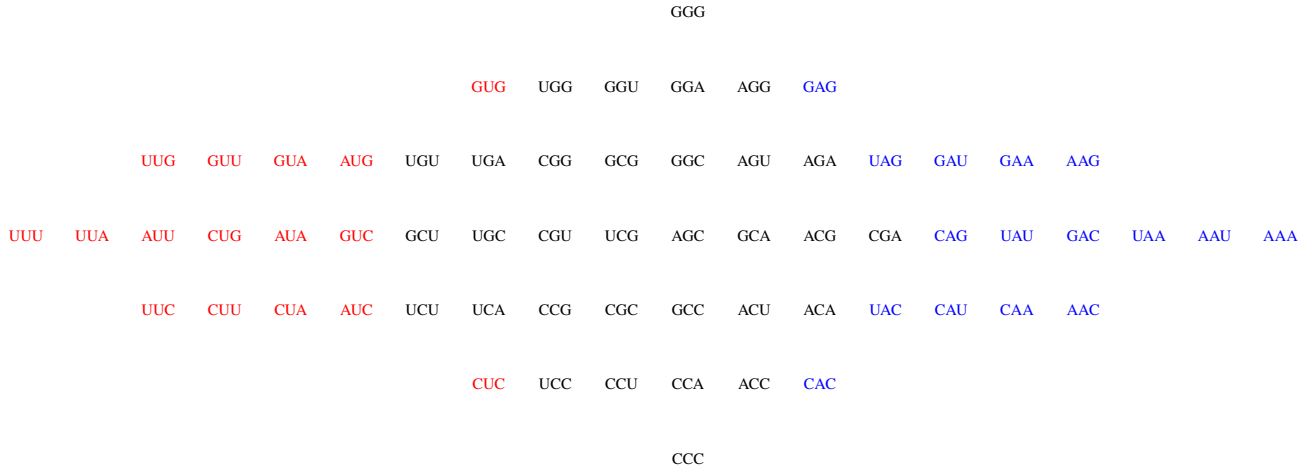 GGG
GUG UGG GGU GGA AGG GAG
UUG GUU GUA AUG UGU UGA CGG GCG GGC AGU AGA UAG GAU GAA AAG
UUU UUA AUU CUG AUA GUC GCU UGC CGU UCG AGC GCA ACG CGA CAG UAU GAC UAA AAU AAA
UUC CUU CUA AUC UCU UCA CCG CGC GCC ACU ACA UAC CAU CAA AAC
CUC UCC CCU CCA ACC CAC
CCC